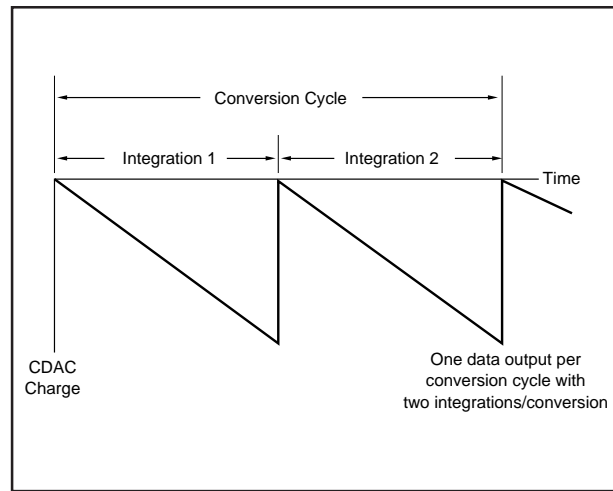 Conversion Cycle
Integration 1
Integration 2
Time
CDAC
Charge
One data output per
conversion cycle with
two integrations/conversion